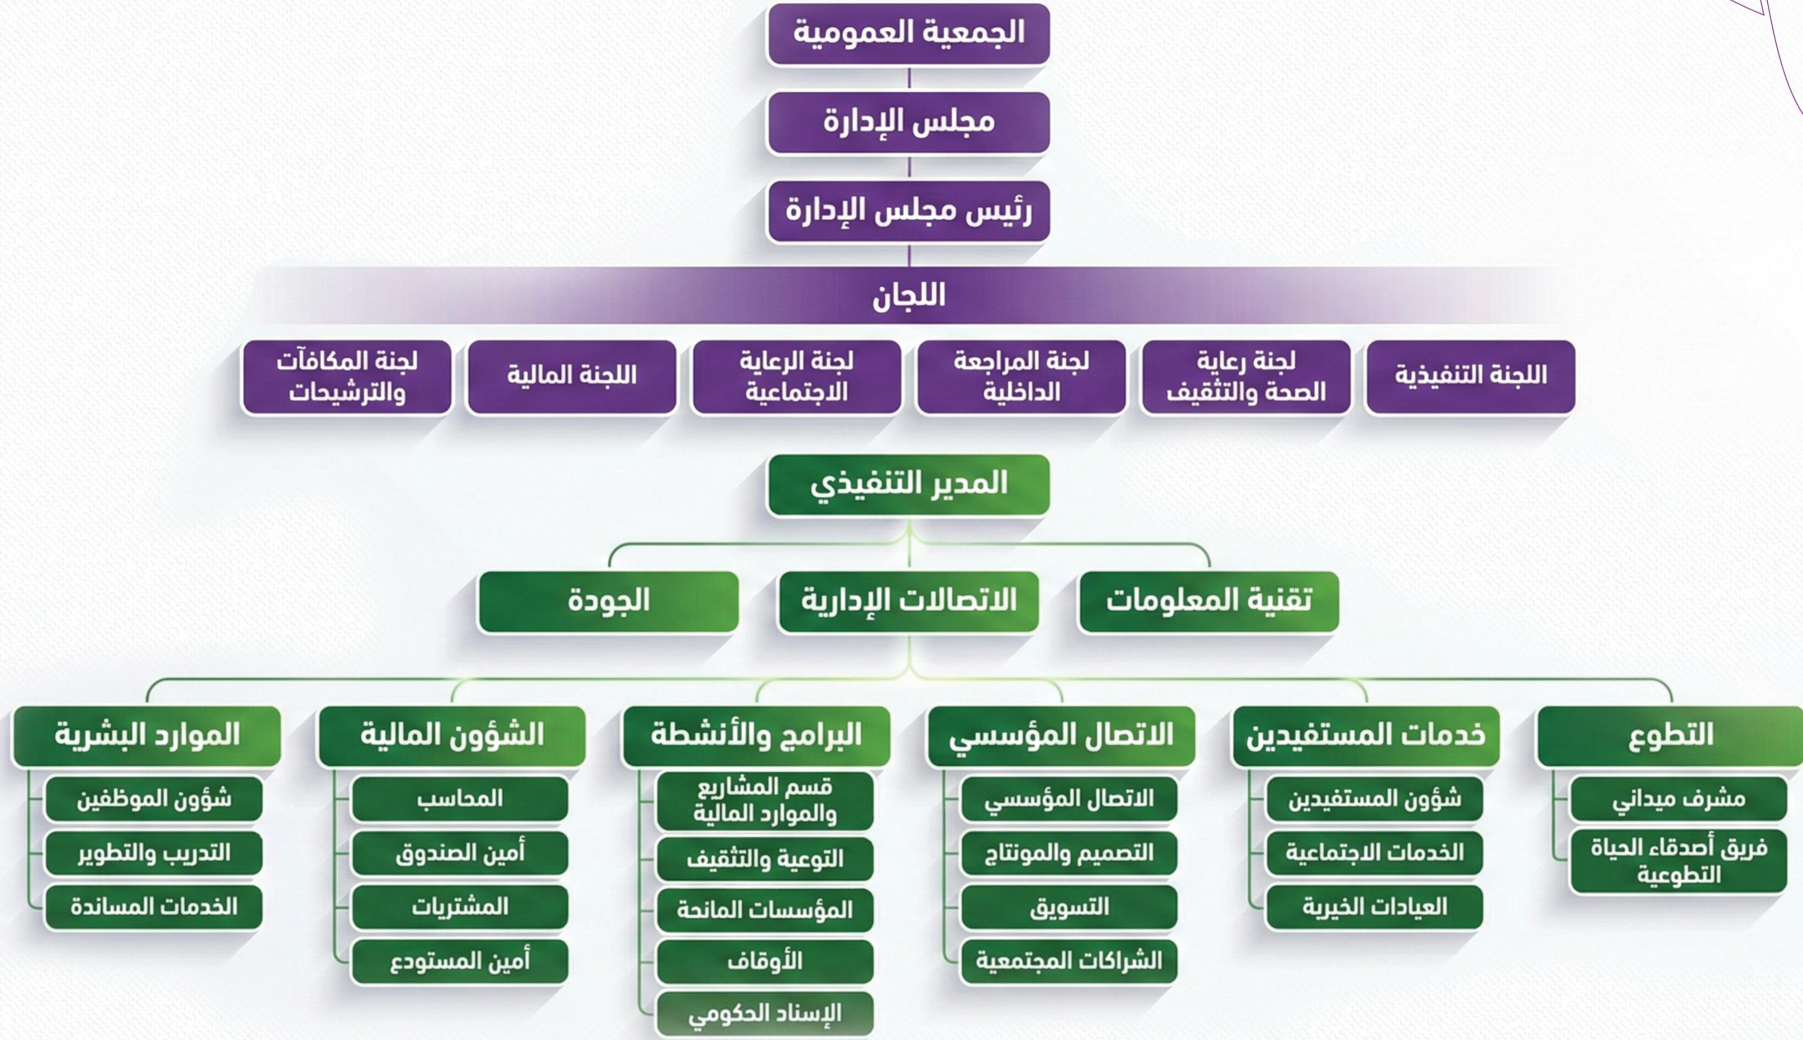 الجمعية العمومية
مجلس الإدارة
رئيس مجلس الإدارة
اللجان
اللجنة التنفيذية
لجنة رعاية
الصحة والتثقيف
لجنة المراجعة
الداخلية
لجنة الرعاية
الاجتماعية
اللجنة المالية
لجنة المكافآت
والترشيحات
المدير التنفيذي
تقنية المعلومات
الاتصالات الإدارية
الجودة
التطوع
مشرف ميداني
فريق أصدقاء الحياة
التطوعية
خدمات المستفيدين
شؤون المستفيدين
الخدمات الاجتماعية
العيادات الخيرية
الاتصال المؤسسي
الاتصال المؤسسي
التصميم والمونتاج
التسويق
الشراكات المجتمعية
البرامج والأنشطة
قسم المشاريع
والموارد المالية
التوعية والتثقيف
المؤسسات المانحة
الأوقاف
الإسناد الحكومي
الشؤون المالية
المحاسب
أمين الصندوق
المشتريات
أمين المستودع
الموارد البشرية
شؤون الموظفين
التدريب والتطوير
الخدمات المساندة